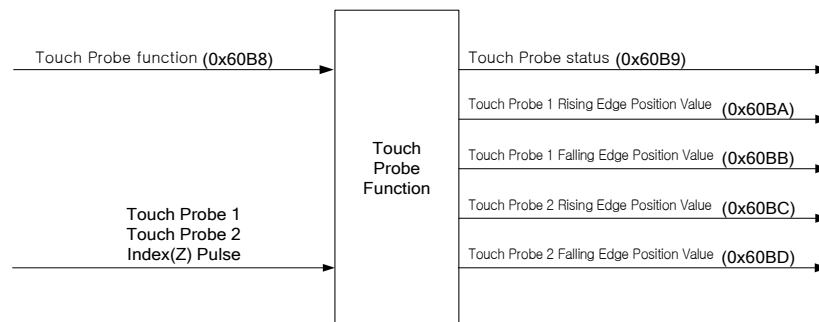 Touch Probe function (0x60B8)
Touch Probe 1
Touch Probe 2
Index(Z) Pulse
Touch
Probe
Function
Touch Probe status (0x60B9)
Touch Probe 1 Rising Edge Position Value (0x60BA)
Touch Probe 1 Falling Edge Position Value (0x60BB)
Touch Probe 2 Rising Edge Position Value (0x60BC)
Touch Probe 2 Falling Edge Position Value (0x60BD)